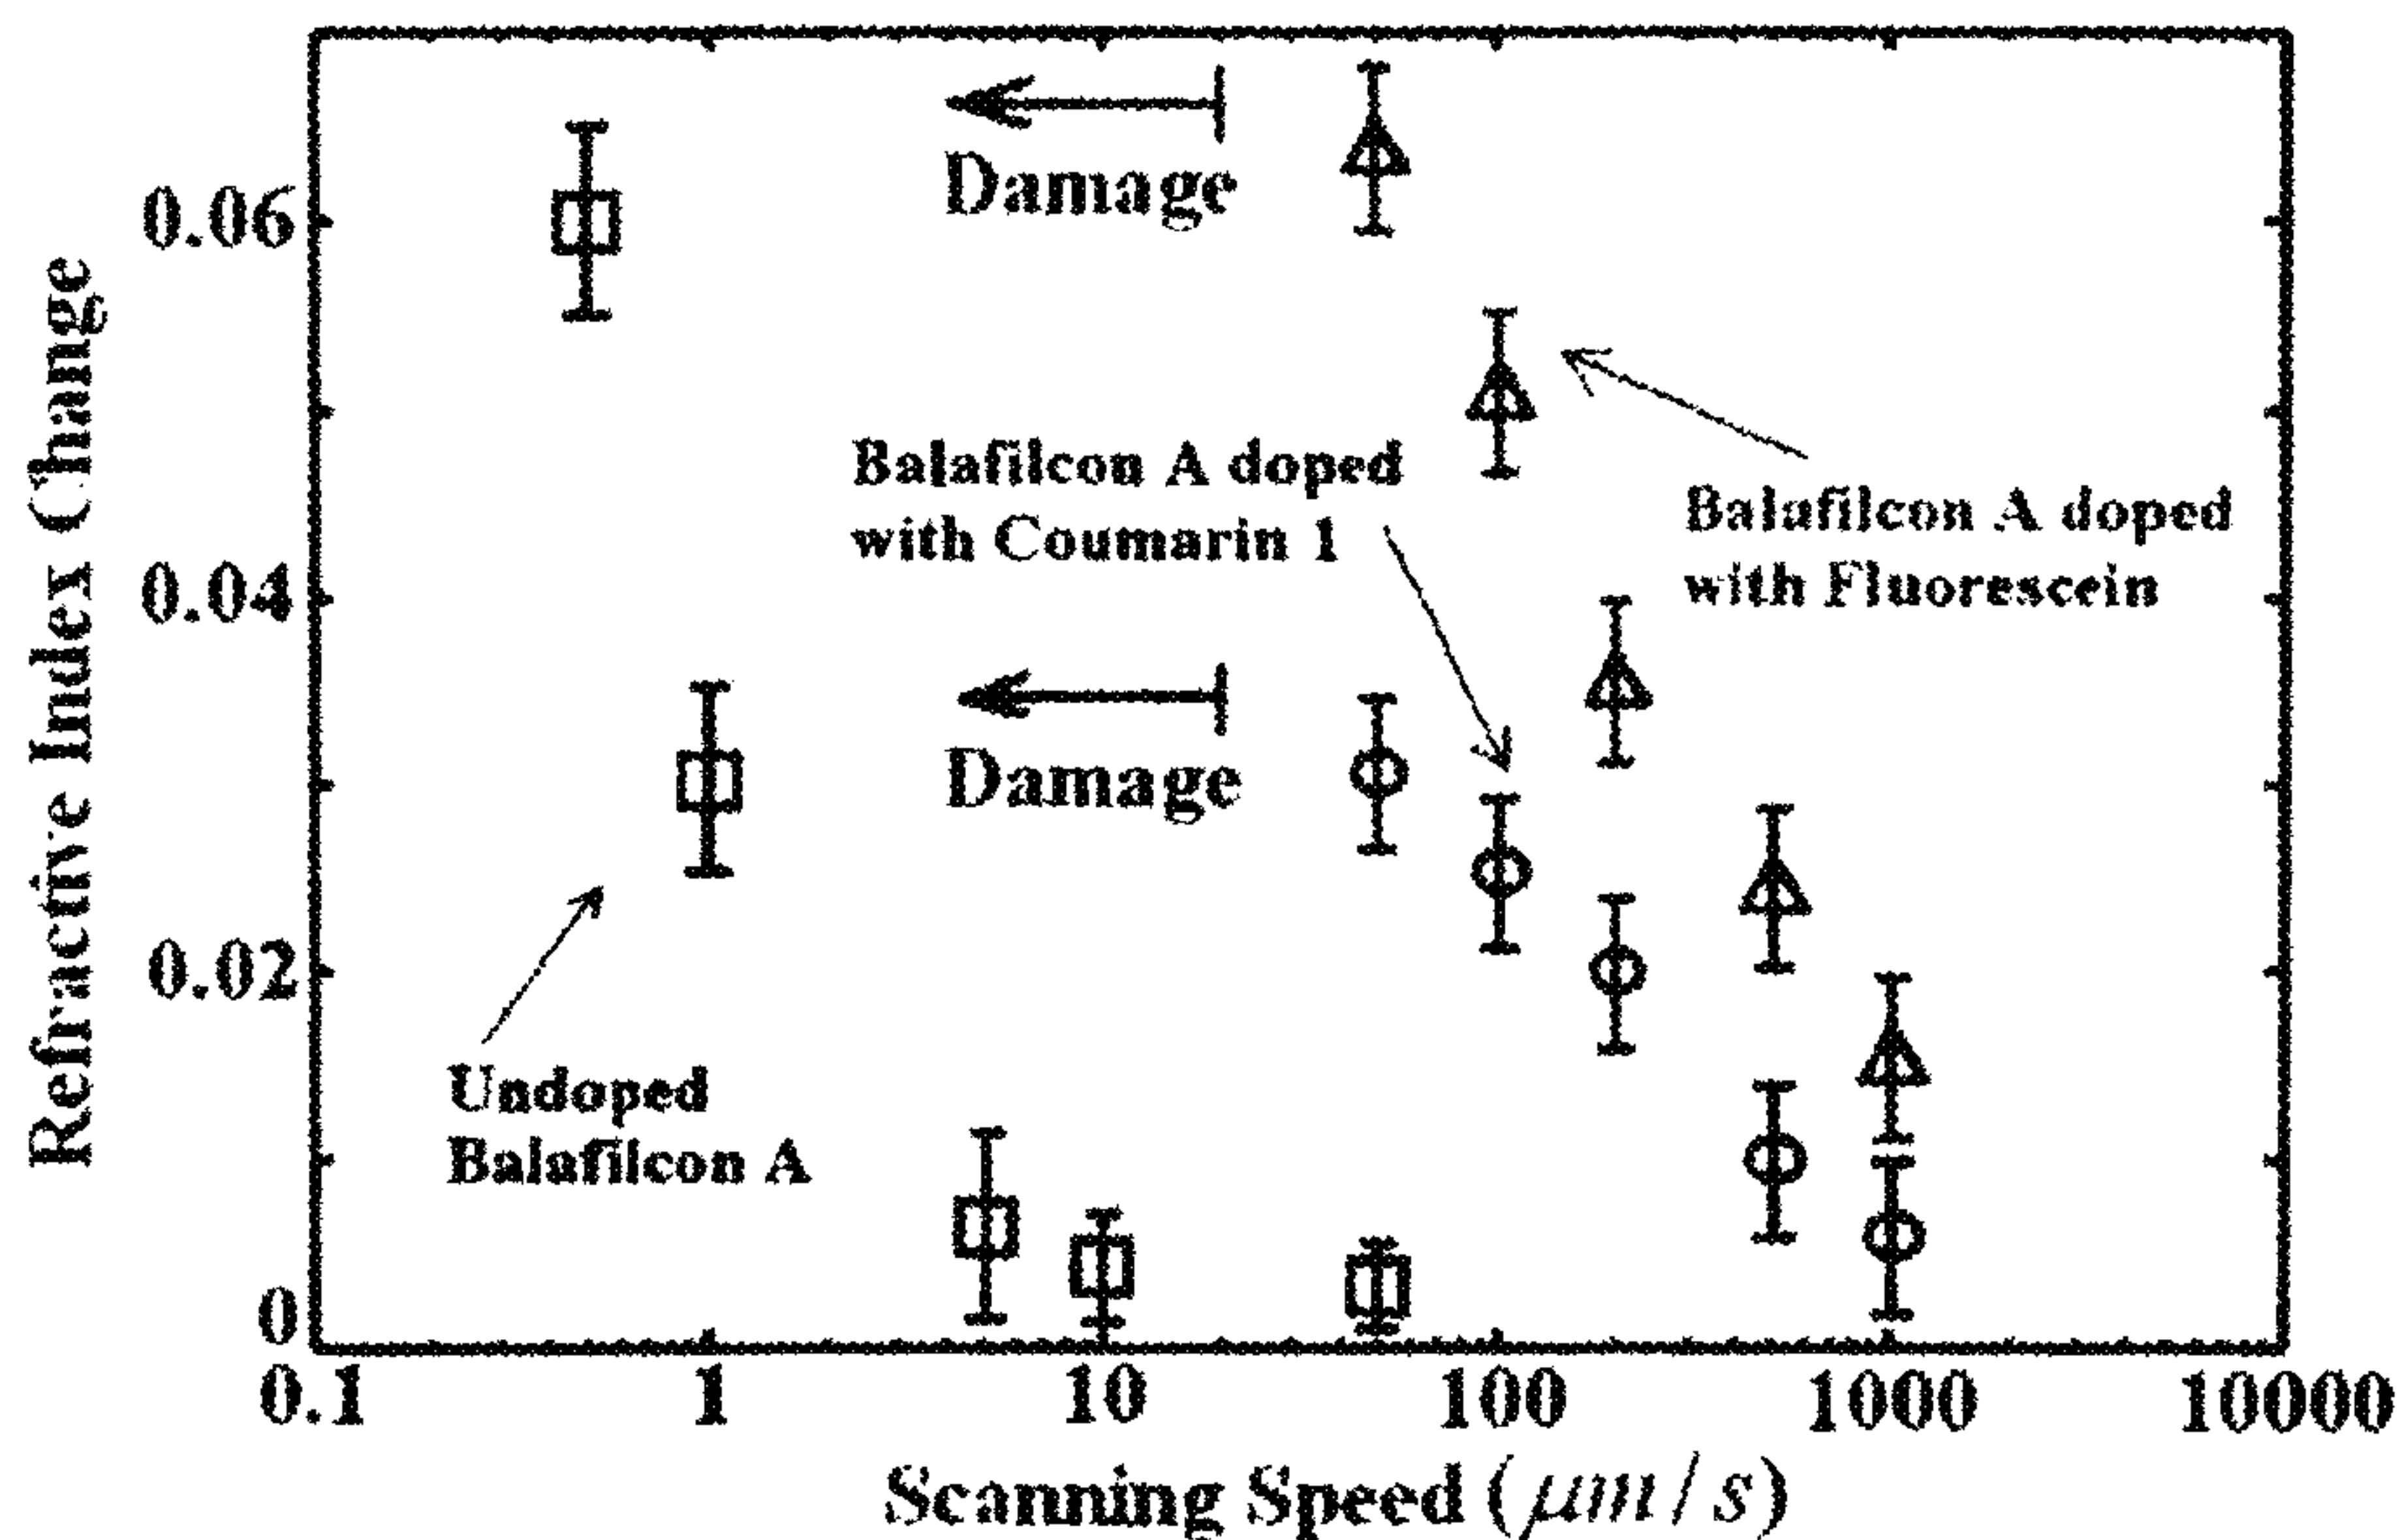 Refractive Index Change
0.06
0.04
0.02
0
Damage
Balafilcon A doped
with Coumarin 1
Balafilcon A doped
with Fluorescein
Damage
Undoped
Balafilcon A
0.1
1
10
100
1000
10000
Scanning Speed (μm/s)